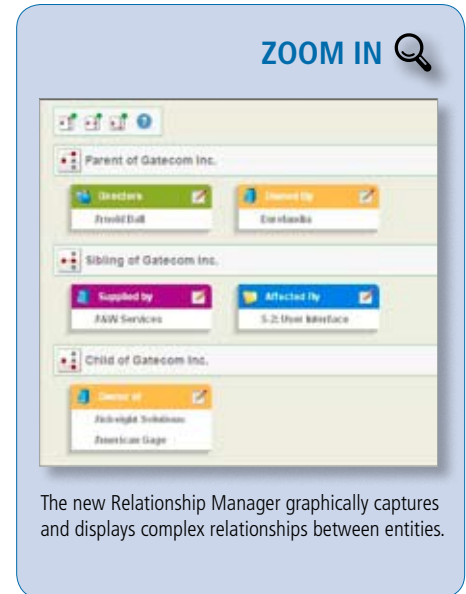 ZOOM IN
Parent of Gatecom Inc.
Directors
Owned By
Arnold Ball
Sibling of Gatecom Inc.
Supplied by
Affected By
A&W Services
5.2: User Interface
Child of Gatecom Inc.
Owner of
American Gage
The new Relationship Manager graphically captures
and displays complex relationships between entities.